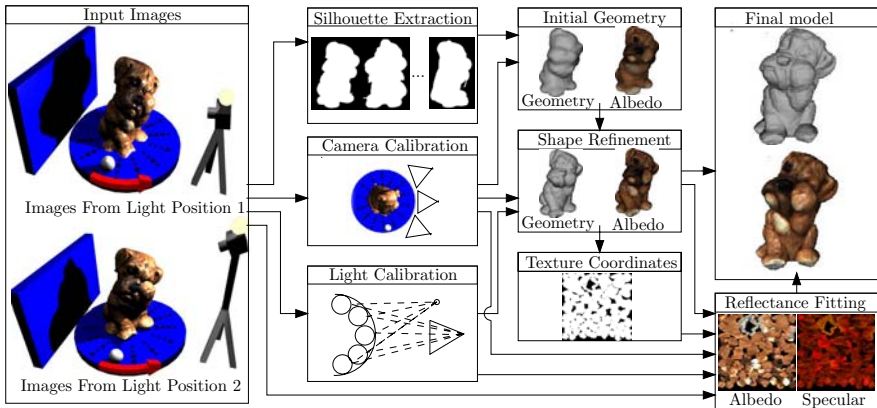 Input Images
Images From Light Position 1
Images From Light Position 2
Silhouette Extraction
...
Camera Calibration
Light Calibration
Initial Geometry
Geometry Albedo
Shape Refinement
Geometry Albedo
Texture Coordinates
Final model
Reflectance Fitting
Albedo Specular